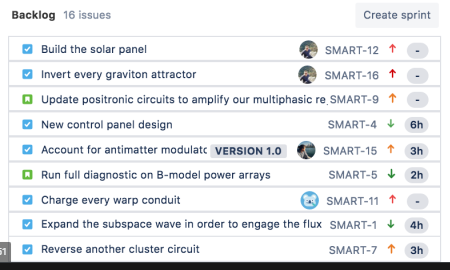 Backlog 16 issues Create sprint
Build the solar panel SMART-12 -
Invert every graviton attractor SMART-16 -
Update positronic circuits to amplify our multiphasic re SMART-9 -
New control panel design SMART-4 6h
Account for antimatter modulato VERSION 1.0 SMART-15 3h
Run full diagnostic on B-model power arrays SMART-5 2h
Charge every warp conduit SMART-11 -
Expand the subspace wave in order to engage the flux SMART-1 4h
Reverse another cluster circuit SMART-7 3h